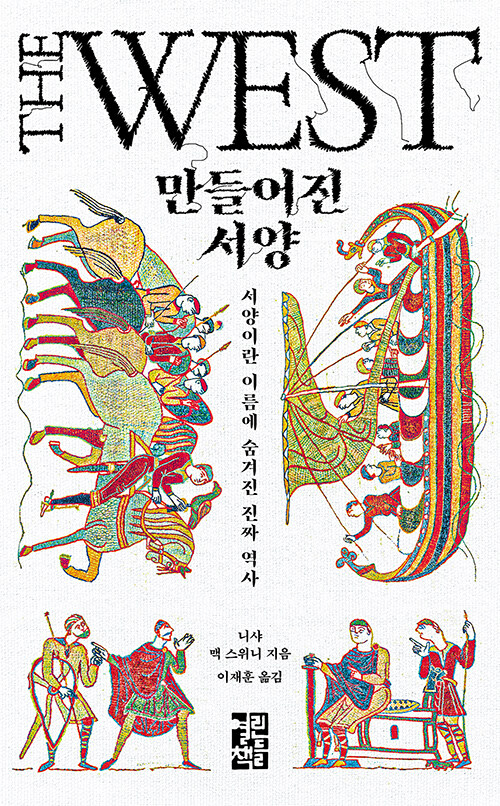 THE WEST
만들어진
서양
서양이란 이름에 숨겨진 진짜 역사
니샤
맥 스위니 지음
이재훈 옮김
열린
책들